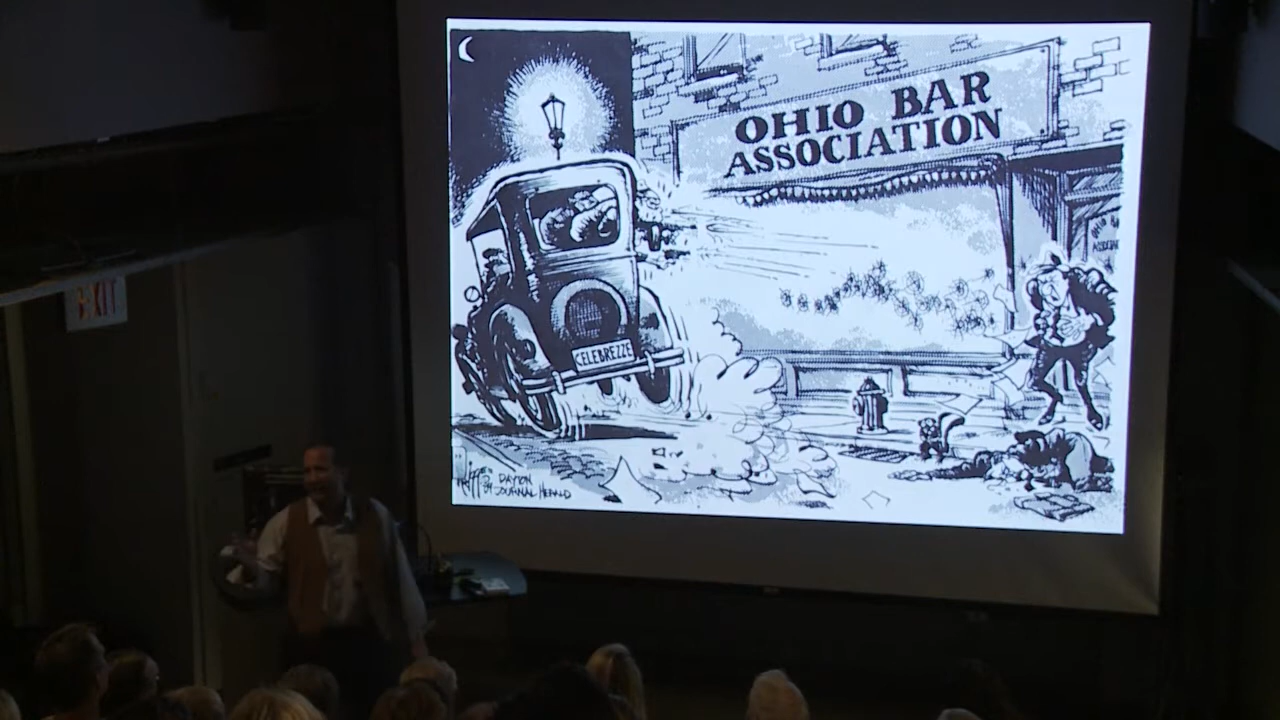 OHIO BAR
ASSOCIATION
EXIT
CELEBREZZE
DAYTON
JOURNAL HERALD